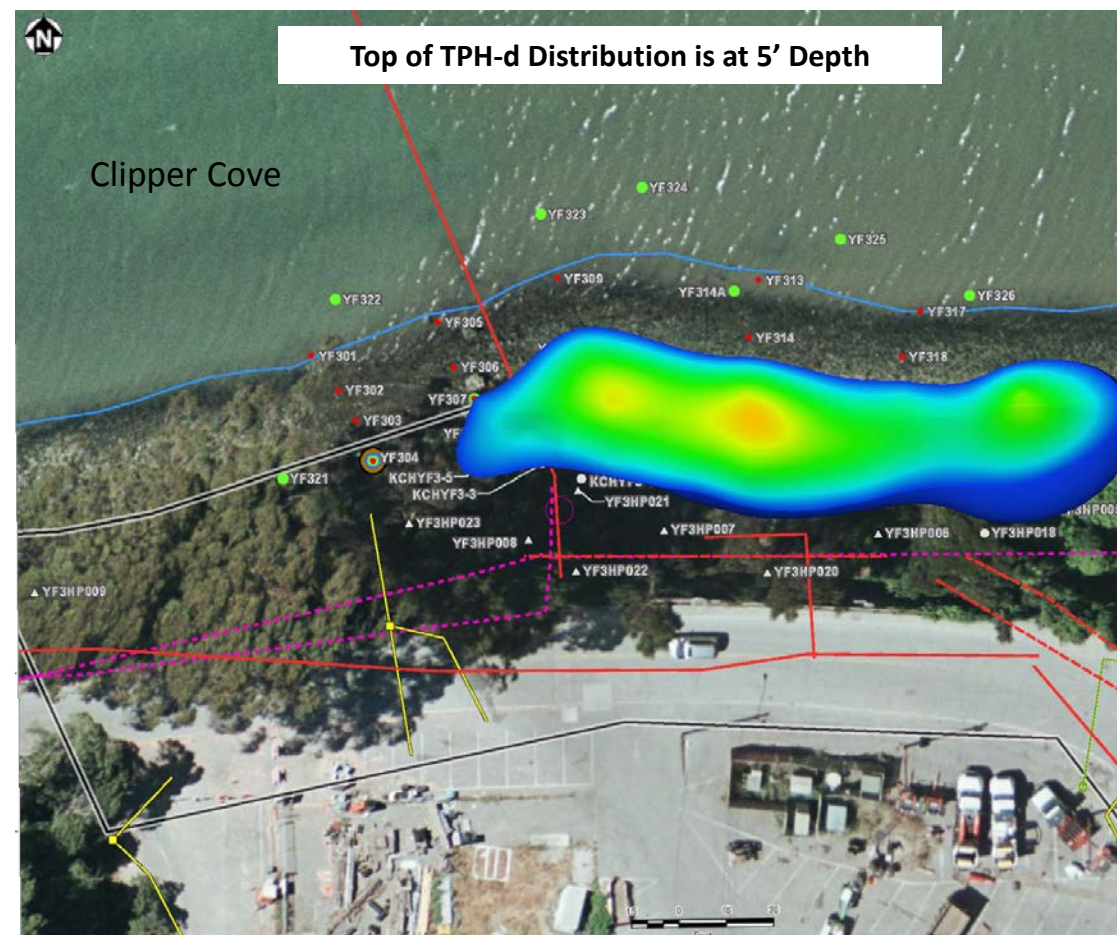 N
Top of TPH-d Distribution is at 5’ Depth
Clipper Cove
YF324
YF323
YF325
YF309
YF313
YF314A
YF326
YF322
YF317
YF305
YF314
YF301
YF318
YF306
YF302
YF307
YF303
YF304
KCHYF3-5
YF321
KCHYF3-3
YF3HP021
YF3HP023
YF3HP007
YF3HP006
YF3HP018
YF3HP008
YF3HP022
YF3HP020
YF3HP009
0
20